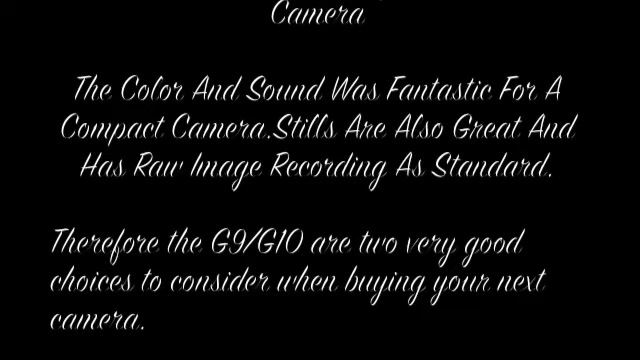 Camera
The Color And Sound Was Fantastic For A
Compact Camera.Stills Are Also Great And
Has Raw Image Recording As Standard.
Therefore the G9/G10 are two very good
choices to consider when buying your next
camera.